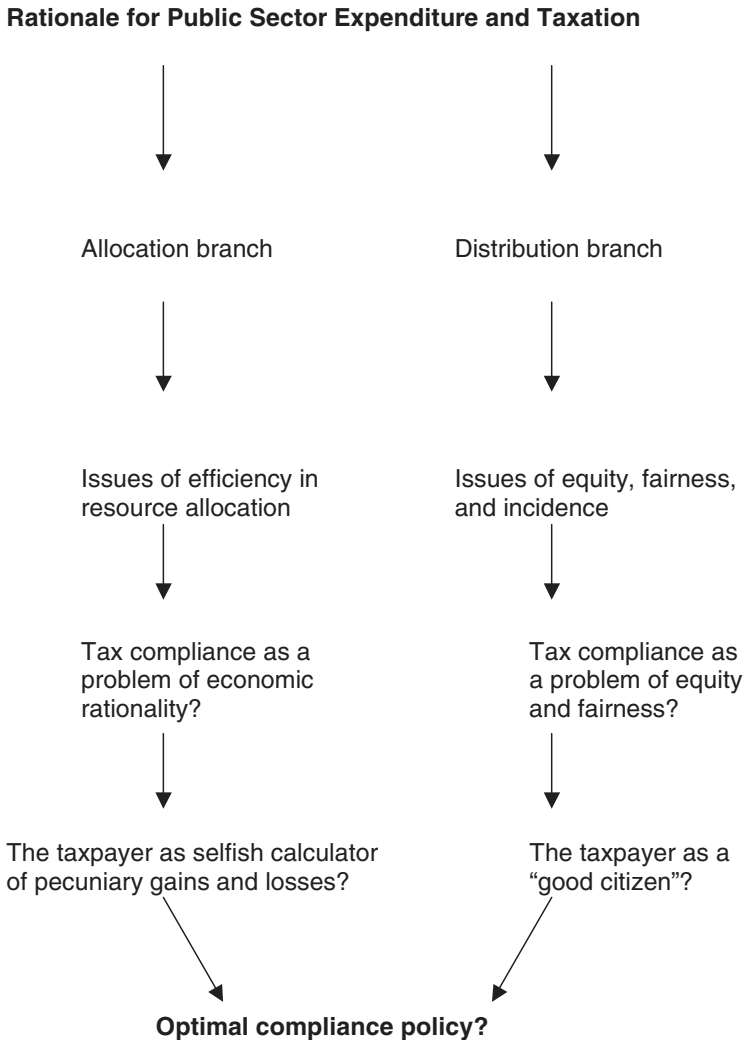 Rationale for Public Sector Expenditure and Taxation
Allocation branch
Distribution branch
Issues of efficiency in
resource allocation
Issues of equity, fairness,
and incidence
Tax compliance as a
problem of economic
rationality?
Tax compliance as
a problem of equity
and fairness?
The taxpayer as selfish calculator
of pecuniary gains and losses?
The taxpayer as a
“good citizen”?
Optimal compliance policy?